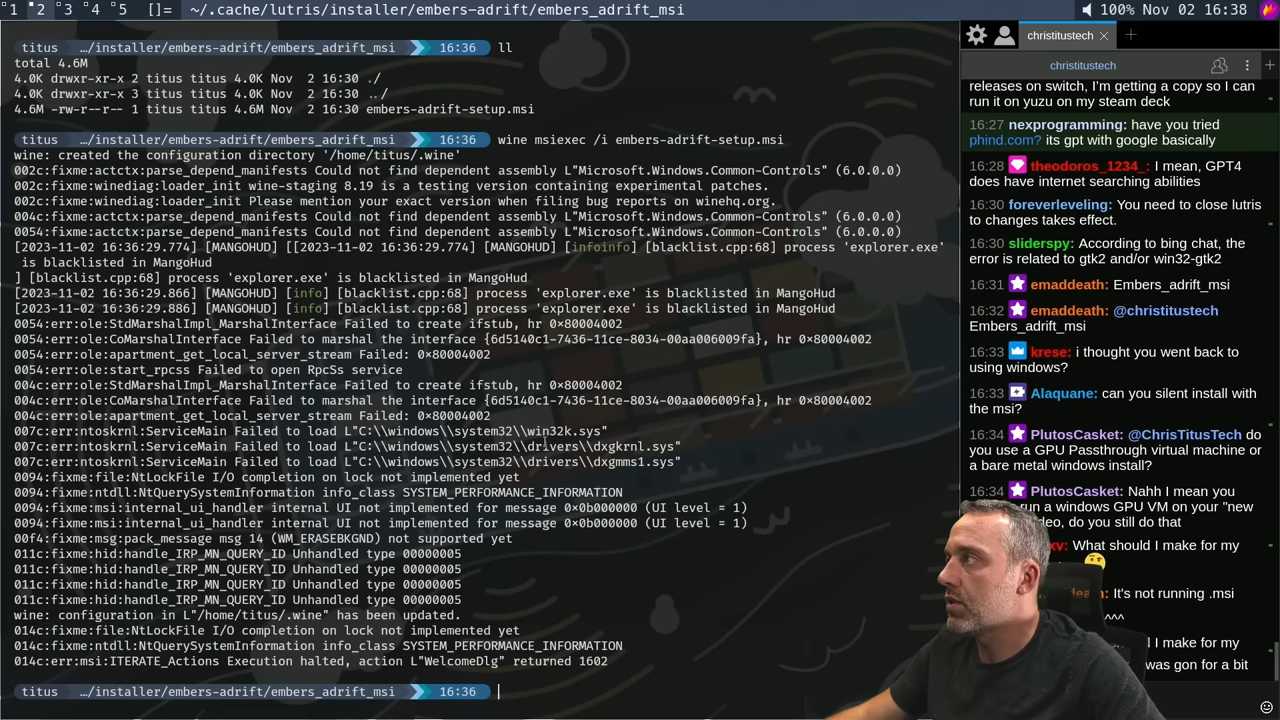 1 2 3 4 5 []= ~/.cache/lutris/installer/embers-adrift/embers_adrift_msi 100% Nov 02 16:38
titus …/installer/embers-adrift/embers_adrift_msi 16:36 ll
total 4.6M
4.0K drwxr-xr-x 2 titus titus 4.0K Nov 2 16:30 ./
4.0K drwxr-xr-x 3 titus titus 4.0K Nov 2 16:30 ../
4.6M -rw-r--r-- 1 titus titus 4.6M Nov 2 16:30 embers-adrift-setup.msi
titus …/installer/embers-adrift/embers_adrift_msi 16:36 wine msiexec /i embers-adrift-setup.msi
wine: created the configuration directory '/home/titus/.wine'
002c:fixme:actctx:parse_depend_manifests Could not find dependent assembly L"Microsoft.Windows.Common-Controls" (6.0.0.0)
002c:fixme:winediag:loader_init wine-staging 8.19 is a testing version containing experimental patches.
002c:fixme:winediag:loader_init Please mention your exact version when filing bug reports on winehq.org.
004c:fixme:actctx:parse_depend_manifests Could not find dependent assembly L"Microsoft.Windows.Common-Controls" (6.0.0.0)
0054:fixme:actctx:parse_depend_manifests Could not find dependent assembly L"Microsoft.Windows.Common-Controls" (6.0.0.0)
[2023-11-02 16:36:29.774] [MANGOHUD] [[2023-11-02 16:36:29.774] [MANGOHUD] [infoinfo] [blacklist.cpp:68] process 'explorer.exe'
is blacklisted in MangoHud
] [blacklist.cpp:68] process 'explorer.exe' is blacklisted in MangoHud
[2023-11-02 16:36:29.866] [MANGOHUD] [info] [blacklist.cpp:68] process 'explorer.exe' is blacklisted in MangoHud
[2023-11-02 16:36:29.886] [MANGOHUD] [info] [blacklist.cpp:68] process 'explorer.exe' is blacklisted in MangoHud
0054:err:ole:StdMarshalImpl_MarshalInterface Failed to create ifstub, hr 0x80004002
0054:err:ole:CoMarshalInterface Failed to marshal the interface {6d5140c1-7436-11ce-8034-00aa006009fa}, hr 0x80004002
0054:err:ole:apartment_get_local_server_stream Failed: 0x80004002
0054:err:ole:start_rpcss Failed to open RpcSs service
004c:err:ole:StdMarshalImpl_MarshalInterface Failed to create ifstub, hr 0x80004002
004c:err:ole:CoMarshalInterface Failed to marshal the interface {6d5140c1-7436-11ce-8034-00aa006009fa}, hr 0x80004002
004c:err:ole:apartment_get_local_server_stream Failed: 0x80004002
007c:err:ntoskrnl:ServiceMain Failed to load L"C:\\windows\\system32\\win32k.sys"
007c:err:ntoskrnl:ServiceMain Failed to load L"C:\\windows\\system32\\drivers\\dxgkrnl.sys"
007c:err:ntoskrnl:ServiceMain Failed to load L"C:\\windows\\system32\\drivers\\dxgmms1.sys"
0094:fixme:file:NtLockFile I/O completion on lock not implemented yet
0094:fixme:ntdll:NtQuerySystemInformation info_class SYSTEM_PERFORMANCE_INFORMATION
0094:fixme:msi:internal_ui_handler internal UI not implemented for message 0x0b000000 (UI level = 1)
0094:fixme:msi:internal_ui_handler internal UI not implemented for message 0x0b000000 (UI level = 1)
00f4:fixme:msg:pack_message msg 14 (WM_ERASEBKGND) not supported yet
011c:fixme:hid:handle_IRP_MN_QUERY_ID Unhandled type 00000005
011c:fixme:hid:handle_IRP_MN_QUERY_ID Unhandled type 00000005
011c:fixme:hid:handle_IRP_MN_QUERY_ID Unhandled type 00000005
011c:fixme:hid:handle_IRP_MN_QUERY_ID Unhandled type 00000005
wine: configuration in L"/home/titus/.wine" has been updated.
014c:fixme:file:NtLockFile I/O completion on lock not implemented yet
014c:fixme:ntdll:NtQuerySystemInformation info_class SYSTEM_PERFORMANCE_INFORMATION
014c:err:msi:ITERATE_Actions Execution halted, action L"WelcomeDlg" returned 1602
titus …/installer/embers-adrift/embers_adrift_msi 16:36
christitustech
christitustech
releases on switch, I'm getting a copy so I
can run it on yuzu on my steam deck
16:27 nexprogramming: have you tried
phind.com? its gpt with google basically
16:28 theodoros_1234_: I mean, GPT4
does have internet searching abilities
16:30 foreverleveling: You need to close lutris
to changes takes effect.
16:30 sliderspy: According to bing chat, the
error is related to gtk2 and/or win32-gtk2
16:31 emaddeath: Embers_adrift_msi
16:32 emaddeath: @christitustech
Embers_adrift_msi
16:33 krese: i thought you went back to
using windows?
16:33 Alaquane: can you silent install with
the msi?
16:34 PlutosCasket: @ChrisTitusTech do
you use a GPU Passthrough virtual machine or
a bare metal windows install?
16:34 PlutosCasket: Nahh I mean you
run a windows GPU VM on your "new
deo, do you still do that
xv: What should I make for my
death: It's not running .msi
^^^
I make for my
was gon for a bit